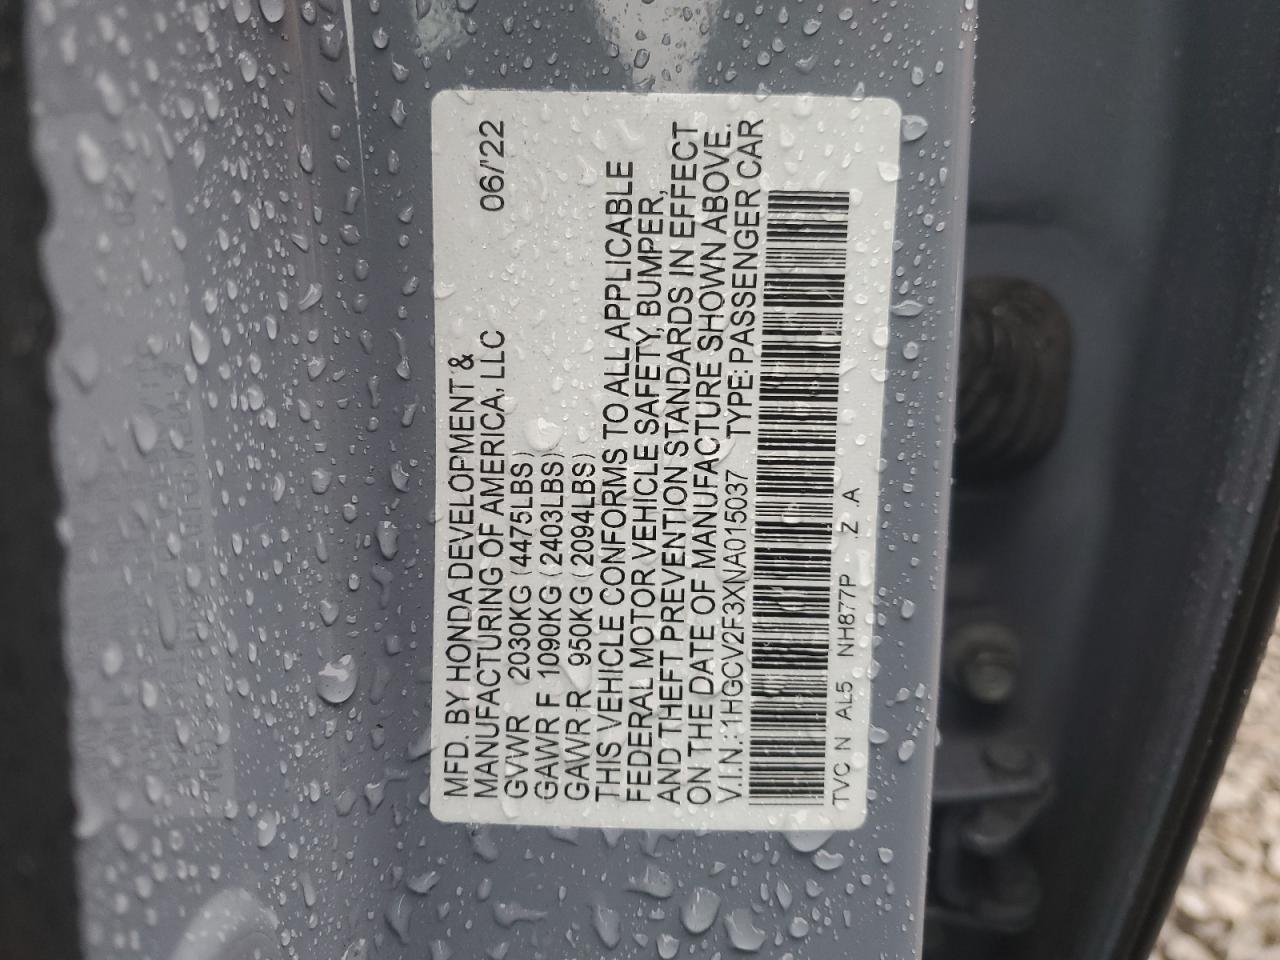 MFD. BY HONDA DEVELOPMENT &
MANUFACTURING OF AMERICA, LLC 06/'22
GVWR 2030KG (4475LBS)
GAWR F 1090KG (2403LBS)
GAWR R 950KG (2094LBS)
THIS VEHICLE CONFORMS TO ALL APPLICABLE
FEDERAL MOTOR VEHICLE SAFETY, BUMPER,
AND THEFT PREVENTION STANDARDS IN EFFECT
ON THE DATE OF MANUFACTURE SHOWN ABOVE.
V.I.N.: 1HGCV2F3XNA015037 TYPE: PASSENGER CAR
TVC N AL5 NH877P .Z .A